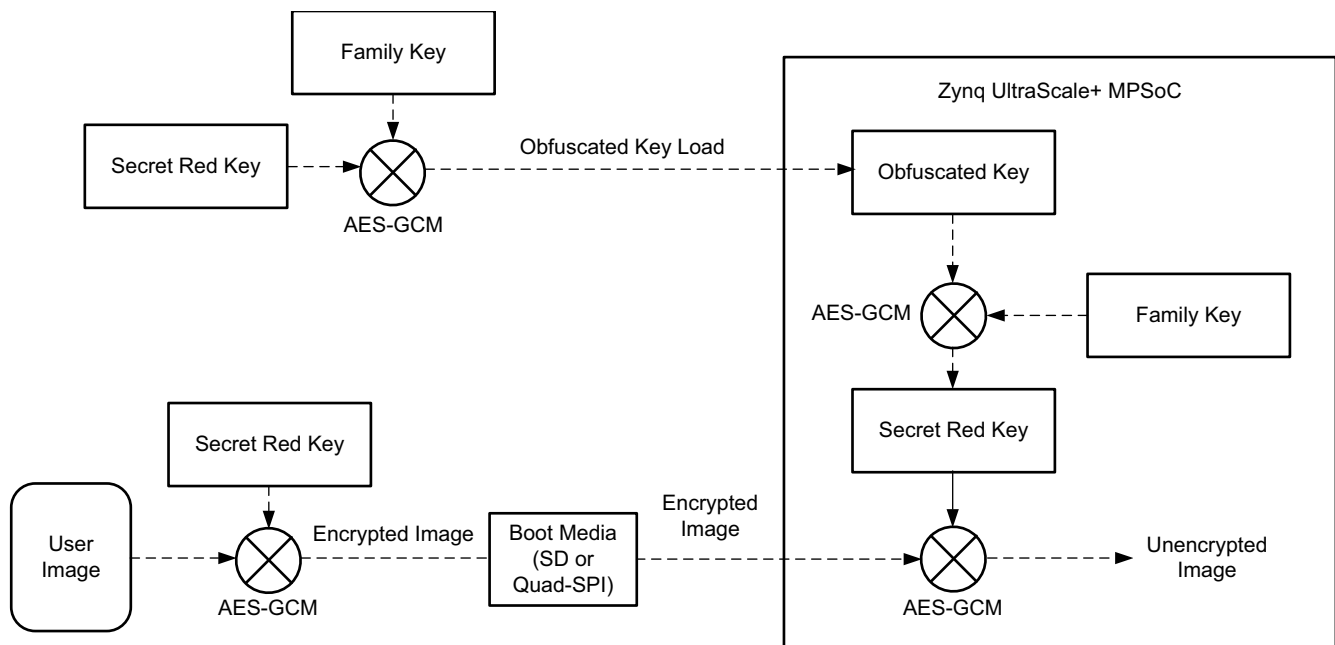 Family Key
Zynq UltraScale+ MPSoC
Secret Red Key
Obfuscated Key Load
Obfuscated Key
AES-GCM
AES-GCM
Family Key
Secret Red Key
Secret Red Key
User
Image
Encrypted Image
Boot Media
(SD or
Quad-SPI)
Encrypted
Image
Unencrypted
Image
AES-GCM
AES-GCM